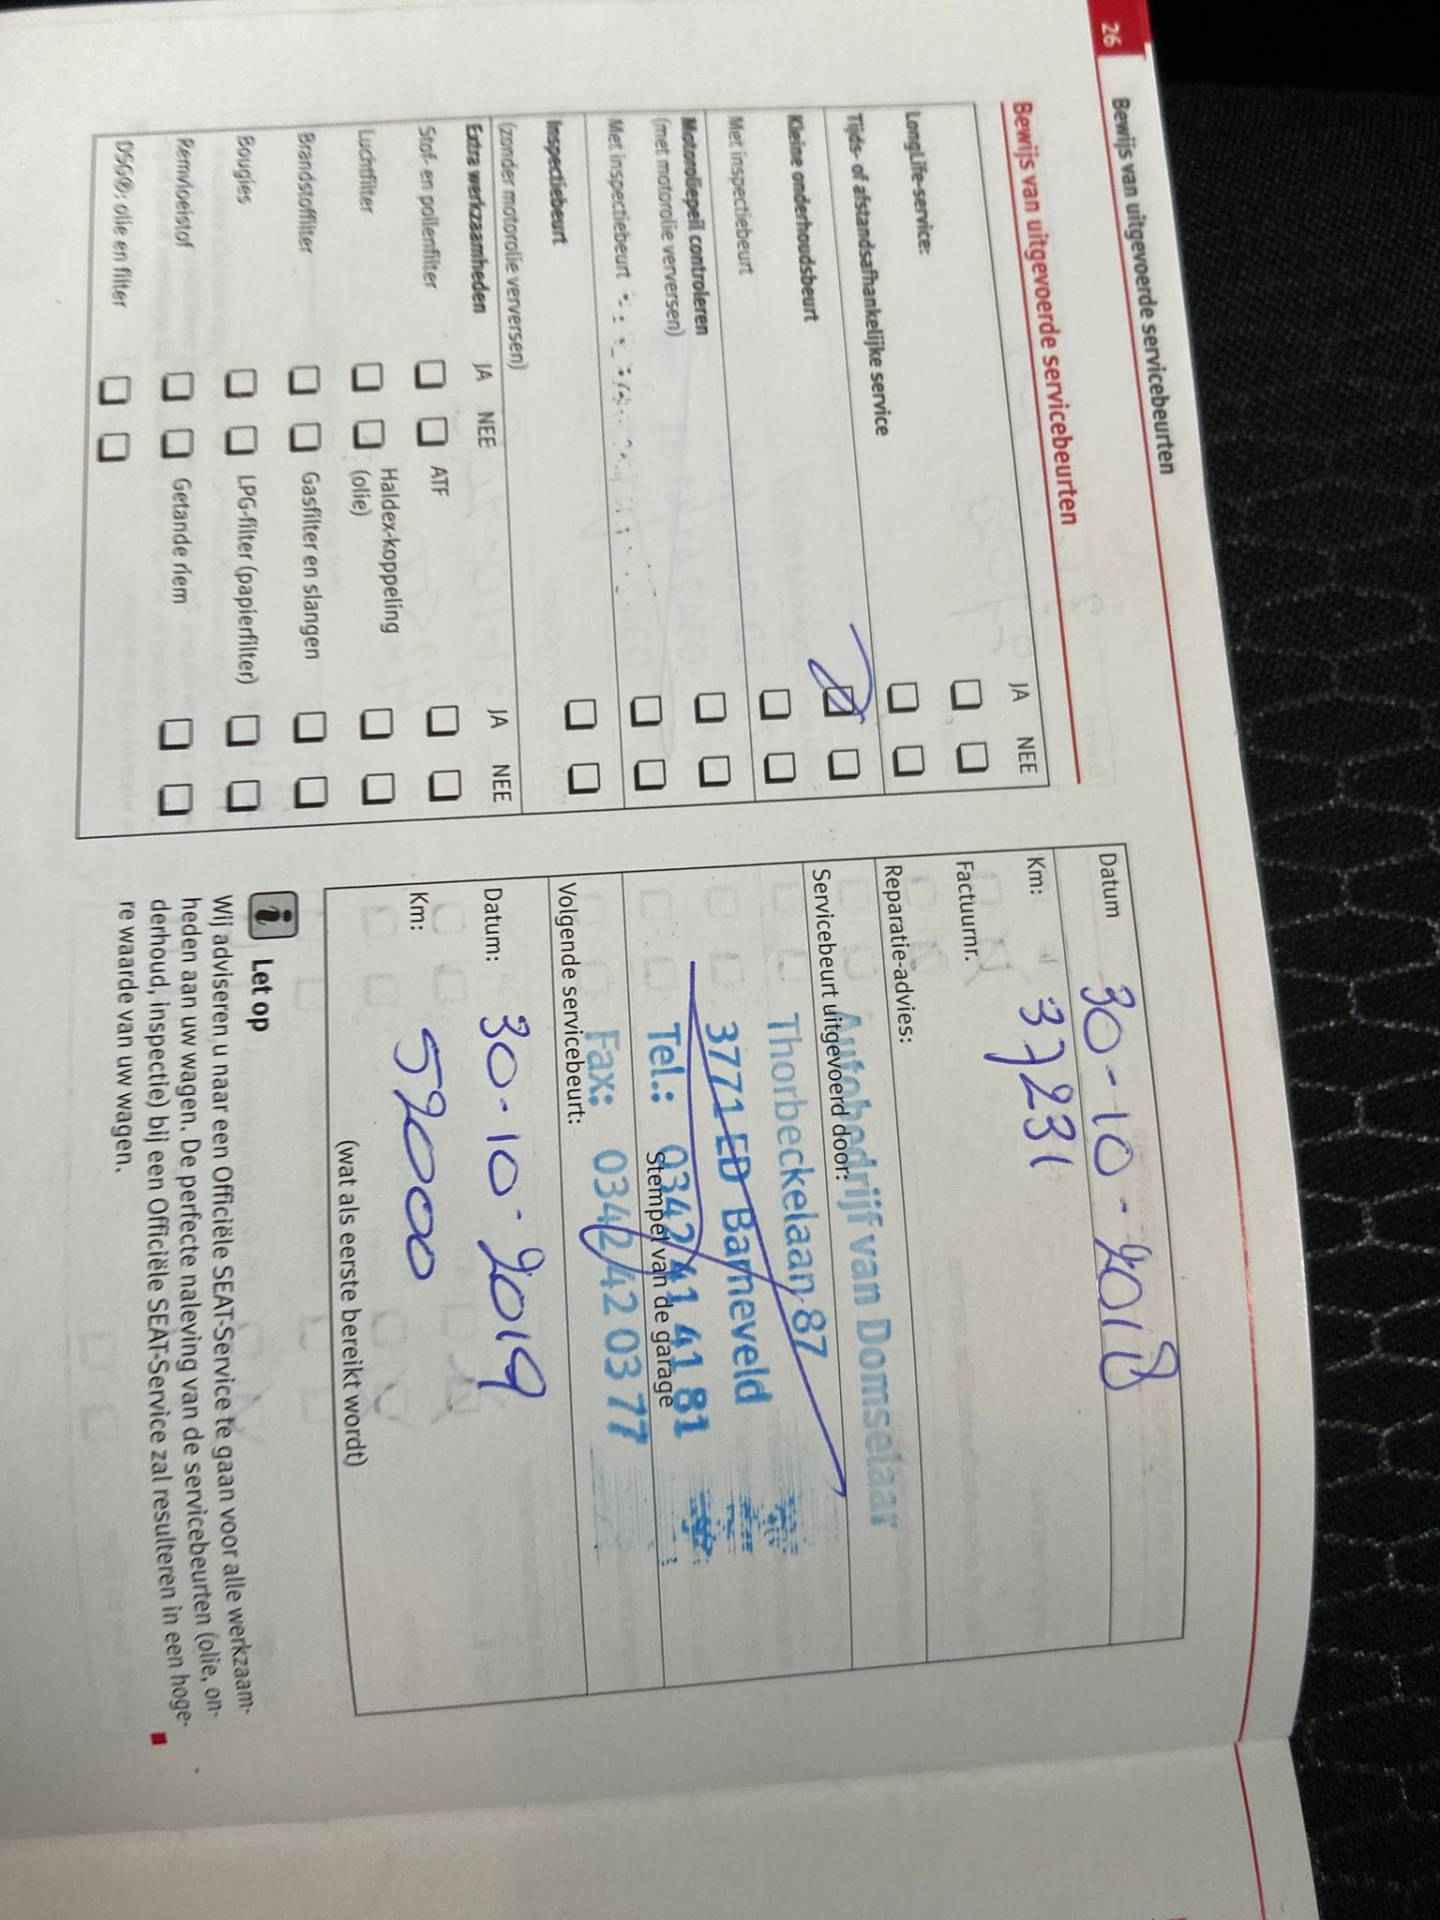 26
Bewijs van uitgevoerde servicebeurten
Bewijs van uitgevoerde servicebeurten
JA NEE
LongLife-service:
Tijds- of afstandsafhankelijke service
Kleine onderhoudsbeurt
Met inspectiebeurt
Motoroliepeil controleren
(met motorolie verversen)
Met inspectiebeurt
Inspectiebeurt
(zonder motorolie verversen)
Extra werkzaamheden JA NEE JA NEE
Stof- en pollenfilter ATF
Luchtfilter Haldex-koppeling
(olie)
Brandstoffilter Gasfilter en slangen
Bougies LPG-filter (papierfilter)
Remvloeistof Getande riem
DSG®: olie en filter
Datum 30-10-2018
Km: 37231
Factuurnr.
Reparatie-advies:
Servicebeurt uitgevoerd door:
Autobedrijf van Domselaar
Thorbeckelaan 87
3771 ED Barneveld
Tel.: 0342 41 41 81
Stempel van de garage
Fax: 0342 42 03 77
Volgende servicebeurt:
Datum: 30-10-2019
Km: 52000
(wat als eerste bereikt wordt)
i Let op
Wij adviseren u naar een Officiële SEAT-Service te gaan voor alle werkzaam-
heden aan uw wagen. De perfecte naleving van de servicebeurten (olie, on-
derhoud, inspectie) bij een Officiële SEAT-Service zal resulteren in een hoge-
re waarde van uw wagen.